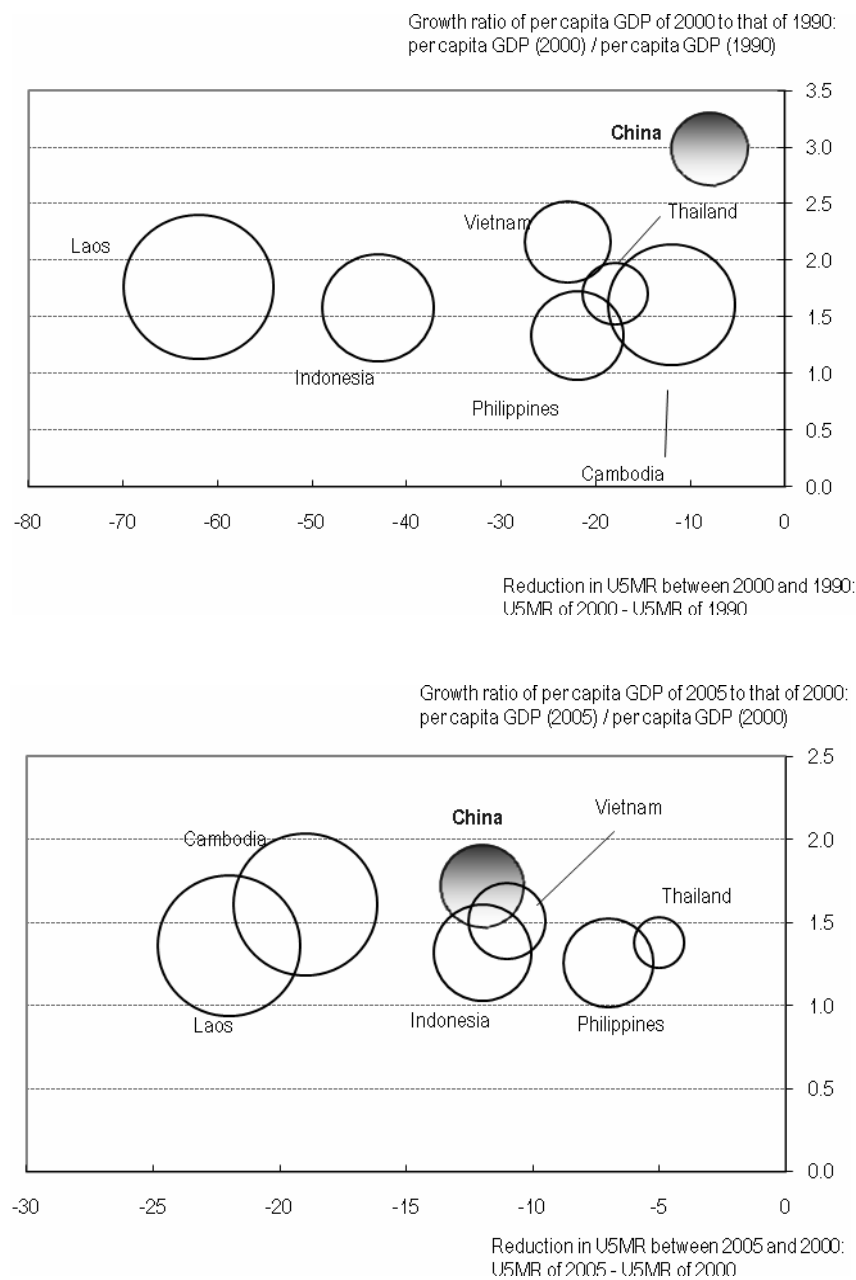 Growth ratio of per capita GDP of 2000 to that of 1990:
per capita GDP (2000) / per capita GDP (1990)
3.5
China
3.0
Vietnam
Thailand
2.5
Laos
2.0
1.5
Indonesia
1.0
Philippines
0.5
Cambodia
0.0
-80 -70 -60 -50 -40 -30 -20 -10 0
Reduction in U5MR between 2000 and 1990:
U5MR of 2000 - U5MR of 1990
Growth ratio of per capita GDP of 2005 to that of 2000:
per capita GDP (2005) / per capita GDP (2000)
2.5
China
Vietnam
Cambodia
2.0
Thailand
1.5
Laos
Indonesia
Philippines
1.0
0.5
0.0
-30 -25 -20 -15 -10 -5 0
Reduction in U5MR between 2005 and 2000:
U5MR of 2005 - U5MR of 2000